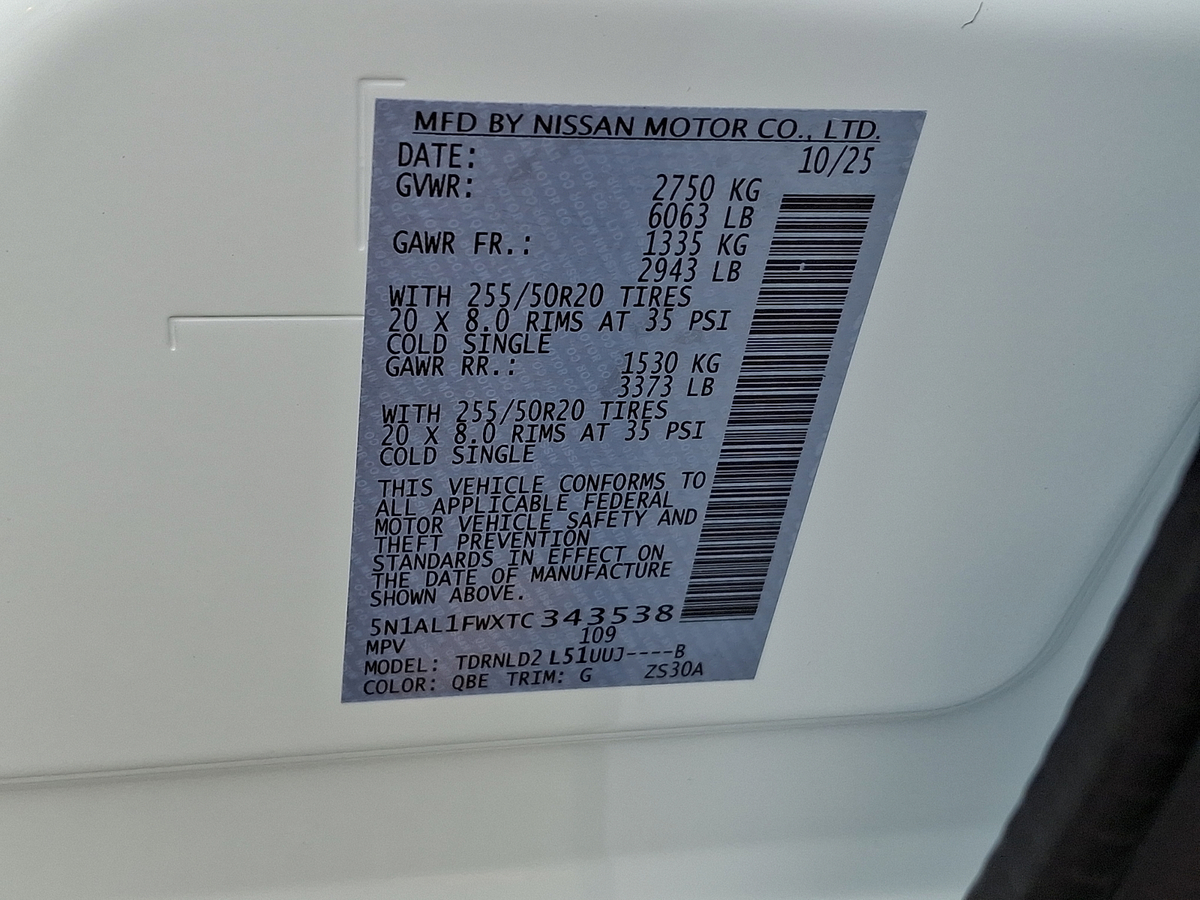 MFD BY NISSAN MOTOR CO., LTD.
DATE: 10/25
GVWR: 2750 KG
6063 LB
GAWR FR.: 1335 KG
2943 LB
WITH 255/50R20 TIRES
20 X 8.0 RIMS AT 35 PSI
COLD SINGLE
GAWR RR.: 1530 KG
3373 LB
WITH 255/50R20 TIRES
20 X 8.0 RIMS AT 35 PSI
COLD SINGLE
THIS VEHICLE CONFORMS TO
ALL APPLICABLE FEDERAL
MOTOR VEHICLE SAFETY AND
THEFT PREVENTION
STANDARDS IN EFFECT ON
THE DATE OF MANUFACTURE
SHOWN ABOVE.
5N1AL1FWXTC343538
MPV 109
MODEL: TDRNLD2 L51UUJ----B
COLOR: QBE TRIM: G ZS30A